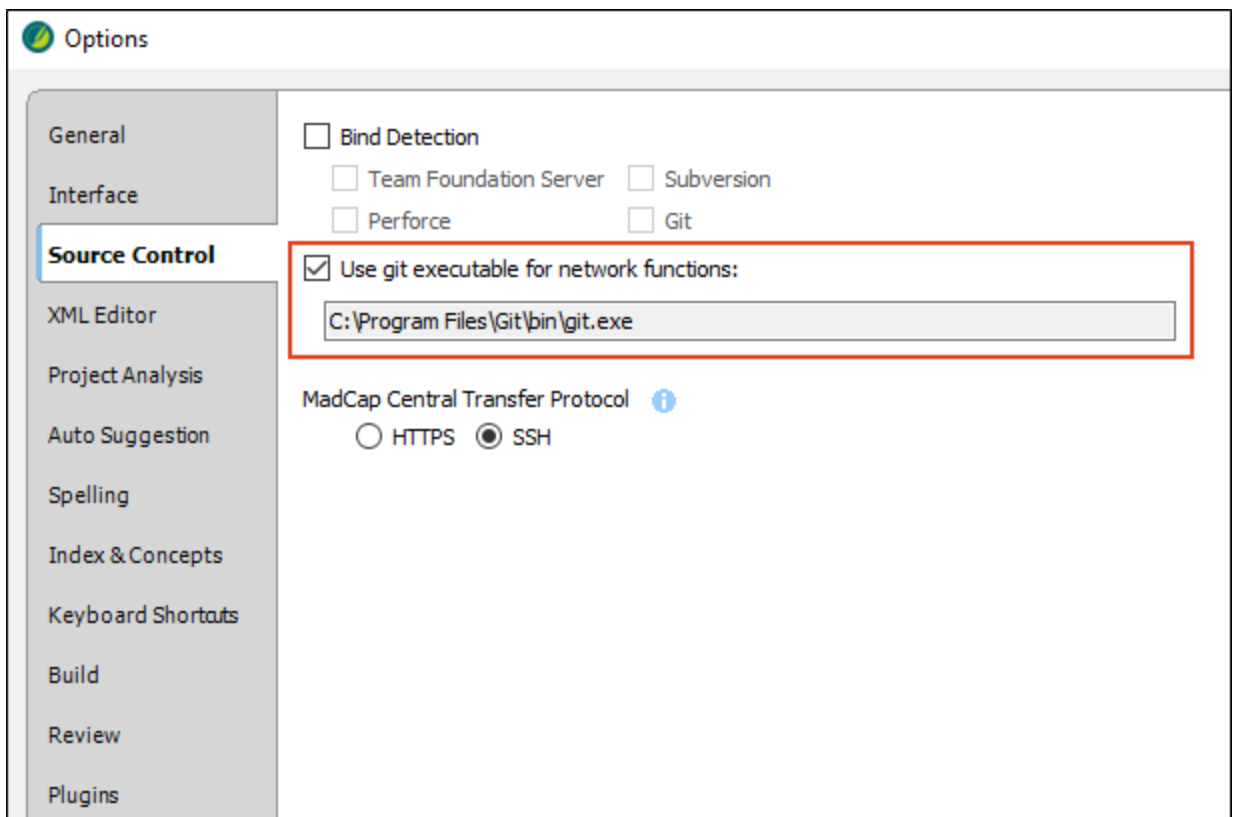 Options
General
Interface
Source Control
XML Editor
Project Analysis
Auto Suggestion
Spelling
Index & Concepts
Keyboard Shortcuts
Build
Review
Plugins
Bind Detection
Team Foundation Server Subversion
Perforce Git
Use git executable for network functions:
C:\Program Files\Git\bin\git.exe
MadCap Central Transfer Protocol
HTTPS SSH